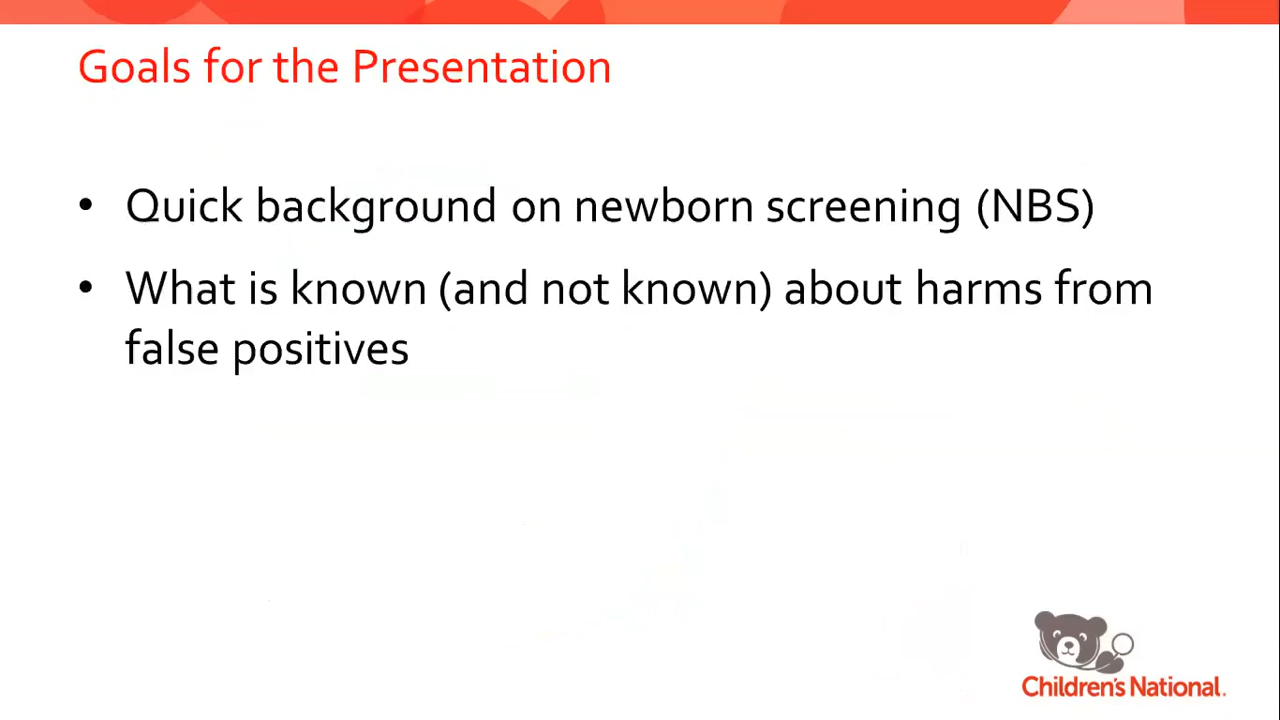 Goals for the Presentation
• Quick background on newborn screening (NBS)
• What is known (and not known) about harms from
false positives
Children's National.